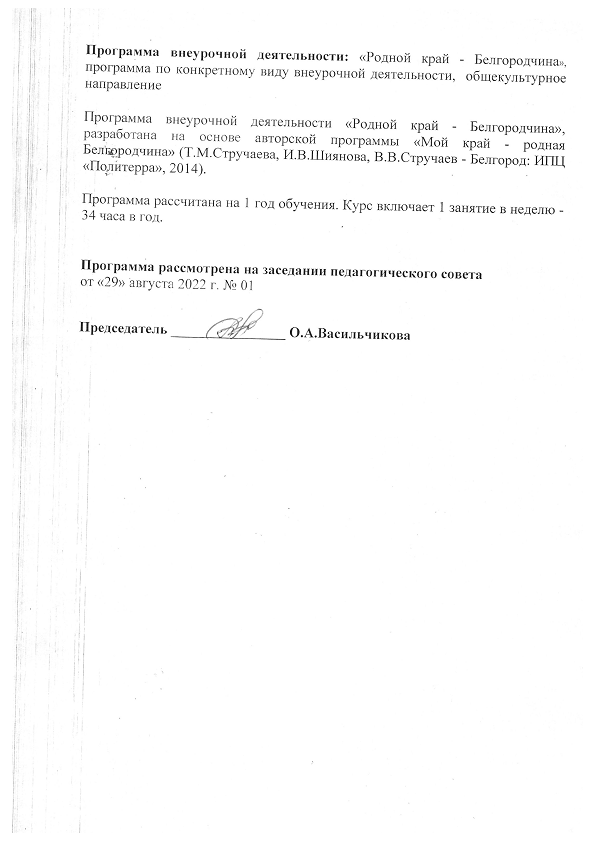 Программа внеурочной деятельности: «Родной край - Белгородчина»,
программа по конкретному виду внеурочной деятельности, общекультурное
направление
Программа внеурочной деятельности «Родной край - Белгородчина»,
разработана на основе авторской программы «Мой край - родная
Белгородчина» (Т.М.Стручаева, И.В.Шиянова, В.В.Стручаев - Белгород: ИПЦ
«Политерра», 2014).
Программа рассчитана на 1 год обучения. Курс включает 1 занятие в неделю -
34 часа в год.
Программа рассмотрена на заседании педагогического совета
от «29» августа 2022 г. № 01
Председатель _________________ О.А.Васильчикова